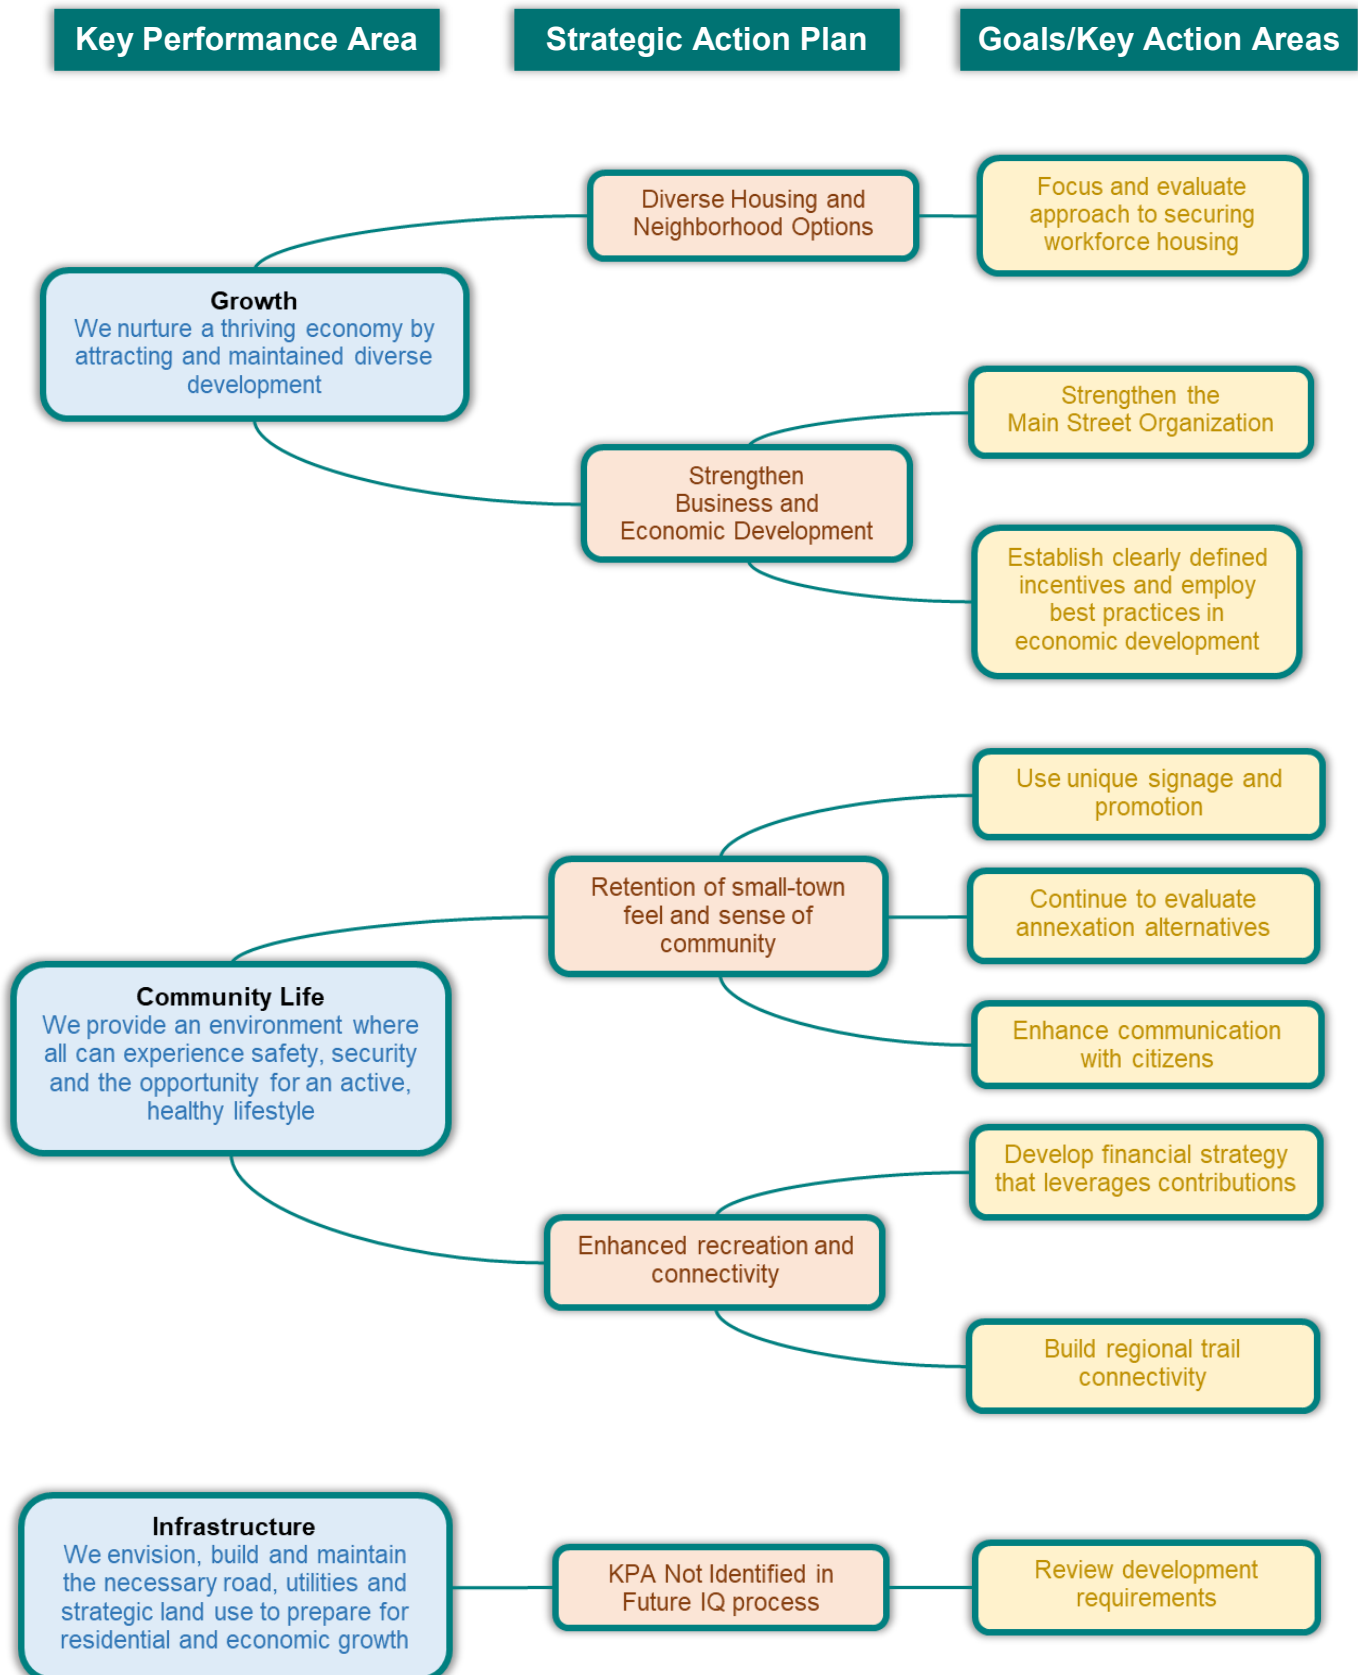 Key Performance Area
Strategic Action Plan
Goals/Key Action Areas
Growth
We nurture a thriving economy by
attracting and maintained diverse
development
Diverse Housing and
Neighborhood Options
Focus and evaluate
approach to securing
workforce housing
Strengthen
Business and
Economic Development
Strengthen the
Main Street Organization
Establish clearly defined
incentives and employ
best practices in
economic development
Community Life
We provide an environment where
all can experience safety, security
and the opportunity for an active,
healthy lifestyle
Retention of small-town
feel and sense of
community
Use unique signage and
promotion
Continue to evaluate
annexation alternatives
Enhance communication
with citizens
Enhanced recreation and
connectivity
Develop financial strategy
that leverages contributions
Build regional trail
connectivity
Infrastructure
We envision, build and maintain
the necessary road, utilities and
strategic land use to prepare for
residential and economic growth
KPA Not Identified in
Future IQ process
Review development
requirements